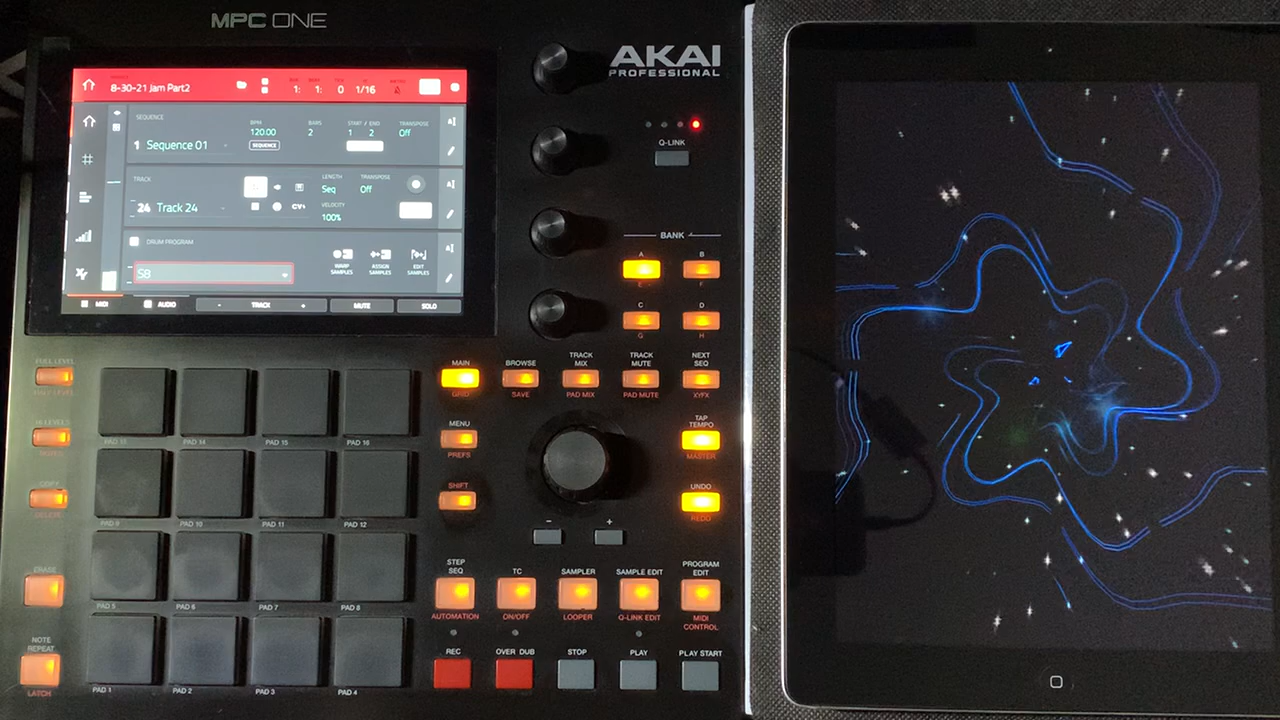 MPC ONE
AKAI
PROFESSIONAL
8-30-21 Jam Part2
1: 1: 0 1/16
SEQUENCE
BPM BARS START / END TRANSPOSE
120.00 2 1 2 Off
1 Sequence 01
SEQUENCE
TRACK
LENGTH TRANSPOSE
Seq Off
24 Track 24
VELOCITY
100%
DRUM PROGRAM
SB
WARP SAMPLES
ASSIGN SAMPLES
EDIT SAMPLES
MIDI AUDIO - TRACK + MUTE SOLO
Q-LINK
BANK
A B
E F
C D
G H
FULL LEVEL
HALF LEVEL
16 LEVELS
COPY
DELETE
ERASE
NOTE REPEAT
LATCH
MAIN BROWSE TRACK MIX TRACK MUTE NEXT SEQ
GRID SAVE PAD MIX PAD MUTE XYFX
MENU
PREFS
SHIFT
TAP TEMPO
MASTER
UNDO
REDO
- +
PAD 13 PAD 14 PAD 15 PAD 16
PAD 9 PAD 10 PAD 11 PAD 12
PAD 5 PAD 6 PAD 7 PAD 8
PAD 1 PAD 2 PAD 3 PAD 4
STEP SEQ TC SAMPLER SAMPLE EDIT PROGRAM EDIT
AUTOMATION ON/OFF LOOPER Q-LINK EDIT MIDI CONTROL
REC OVER DUB STOP PLAY PLAY START